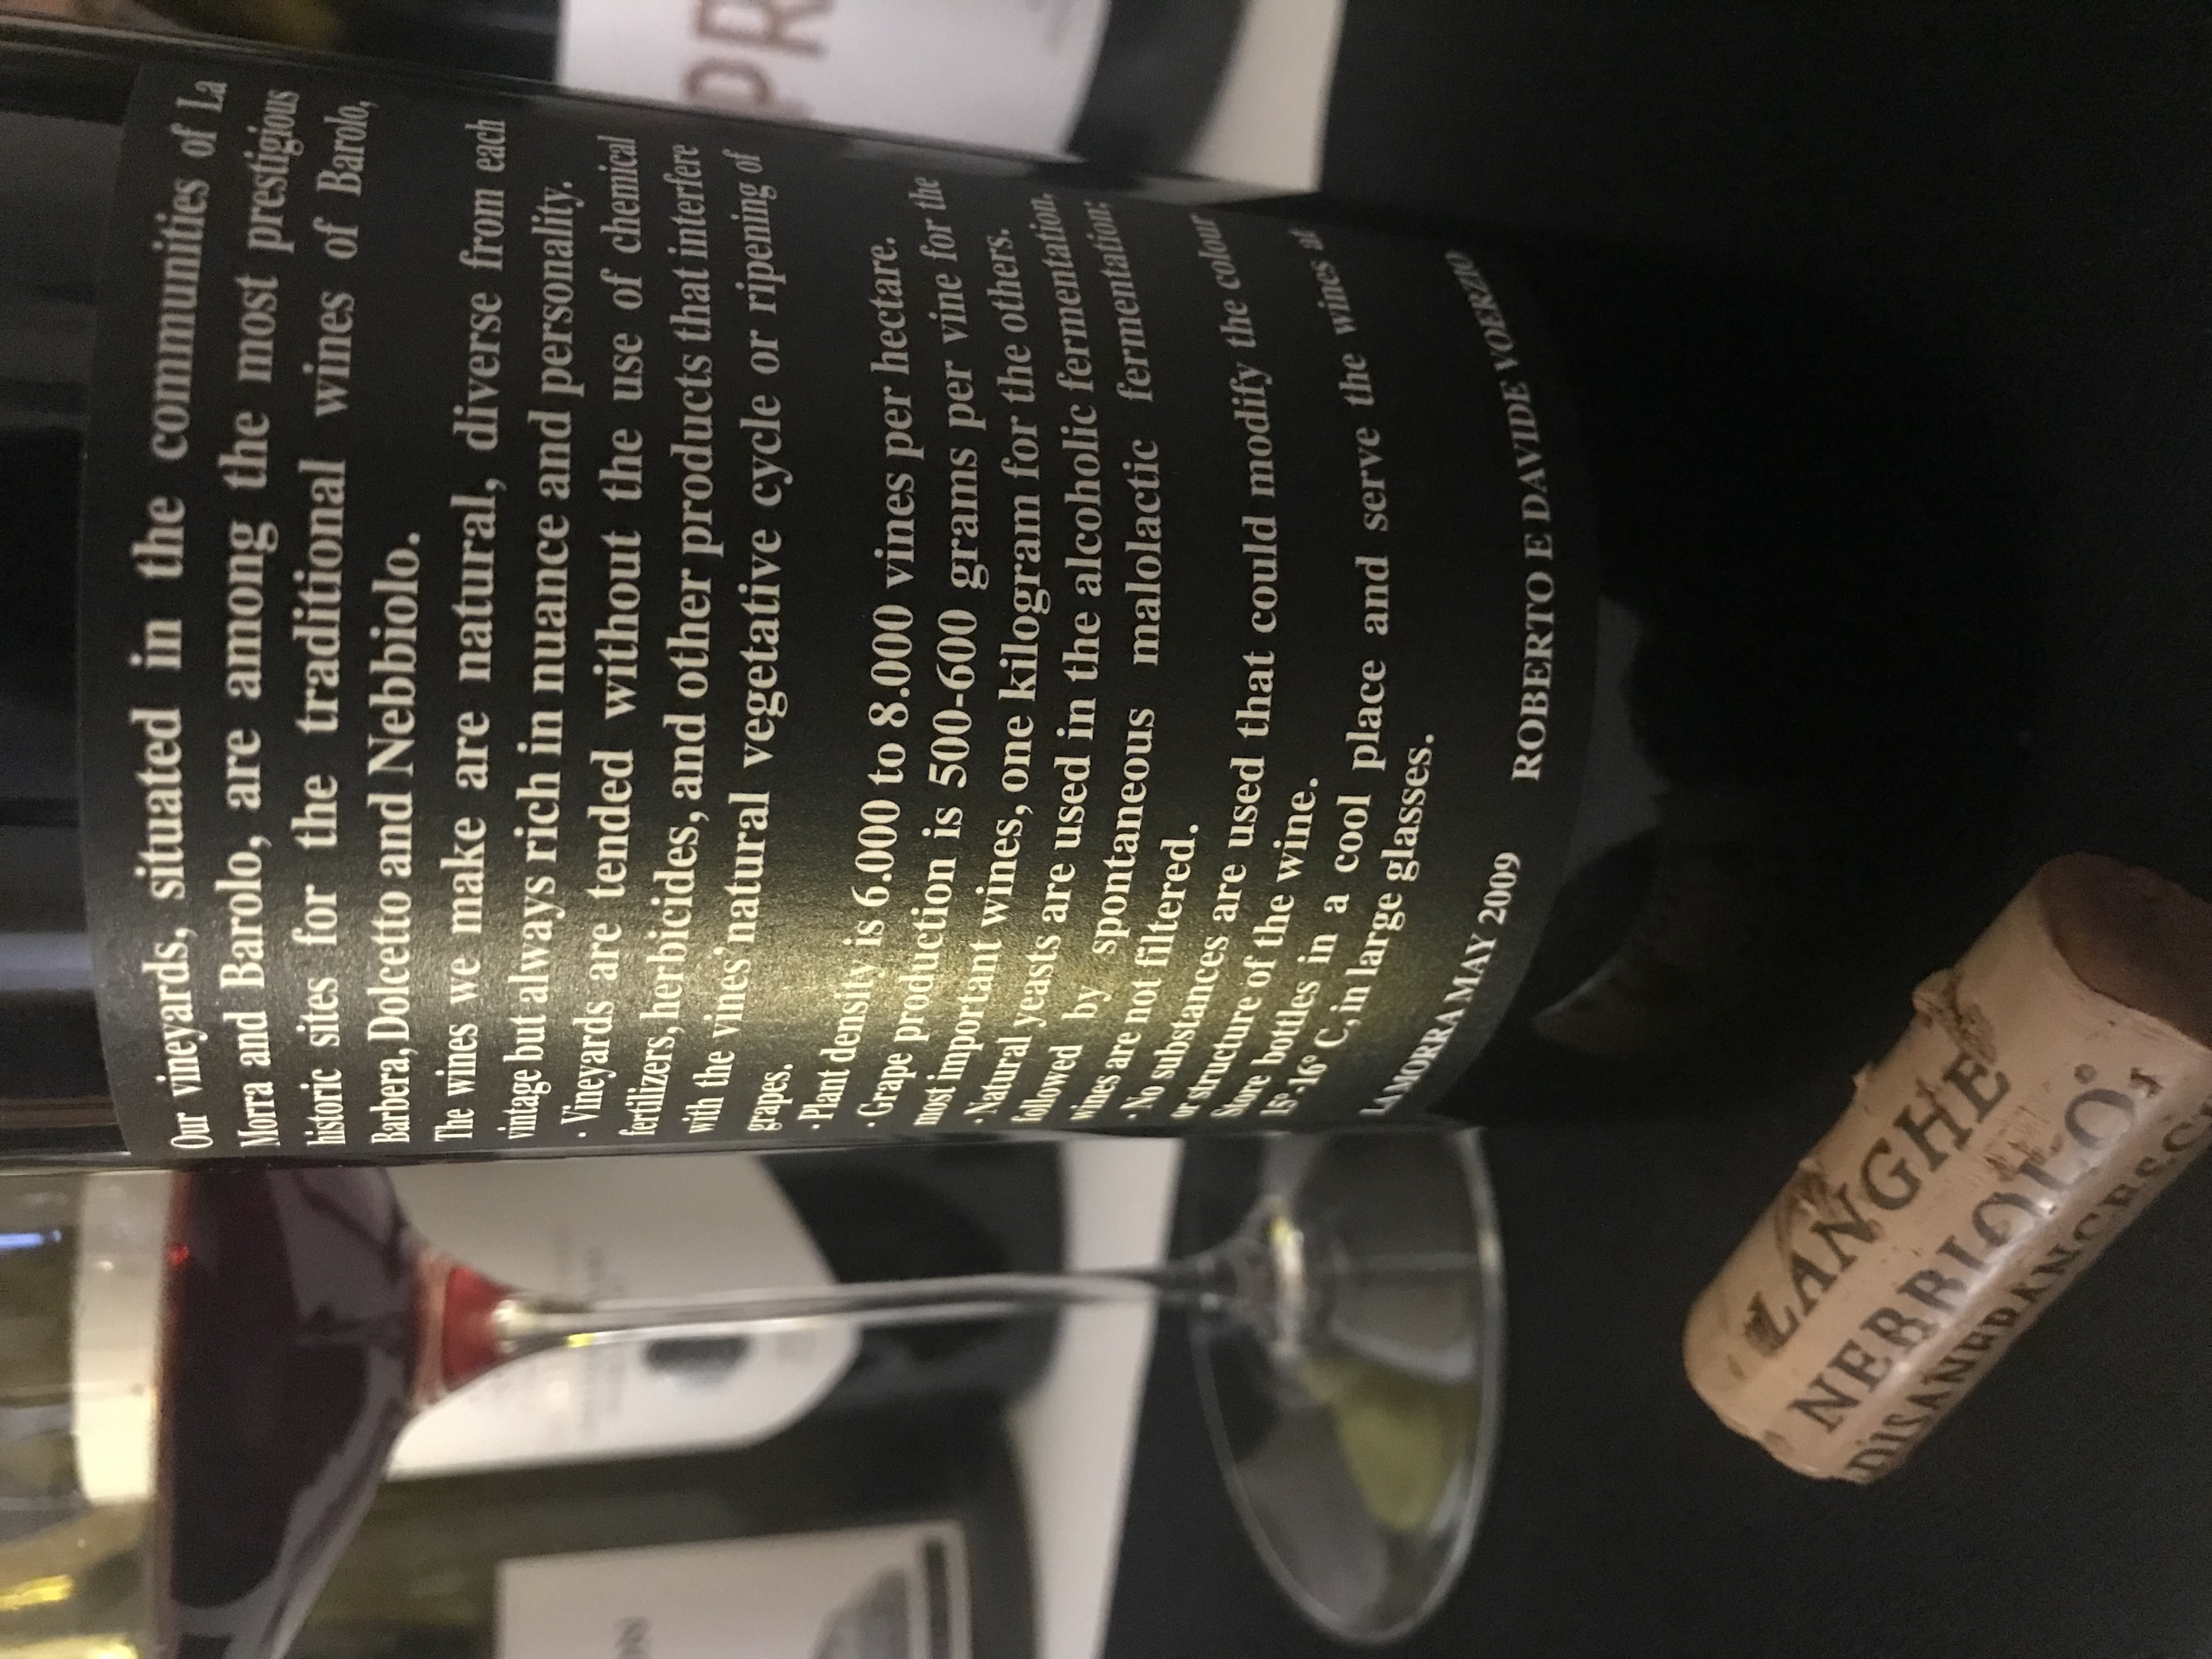 Our vineyards, situated in the communities of La
Morra and Barolo, are among the most prestigious
historic sites for the traditional wines of Barolo,
Barbera, Dolcetto and Nebbiolo.
The wines we make are natural, diverse from each
vintage but always rich in nuance and personality.
· Vineyards are tended without the use of chemical
fertilizers, herbicides, and other products that interfere
with the vines' natural vegetative cycle or ripening of
grapes.
· Plant density is 6.000 to 8.000 vines per hectare.
· Grape production is 500-600 grams per vine for the
most important wines, one kilogram for the others.
· Natural yeasts are used in the alcoholic fermentation,
followed by spontaneous malolactic fermentation;
wines are not filtered.
· No substances are used that could modify the colour
or structure of the wine.
Store bottles in a cool place and serve the wines at
15°-16° C, in large glasses.
LA MORRA MAY 2009 ROBERTO E DAVIDE VOERZIO
PR
LANGHE
NEBBIOLO
DISANFRANCESCO